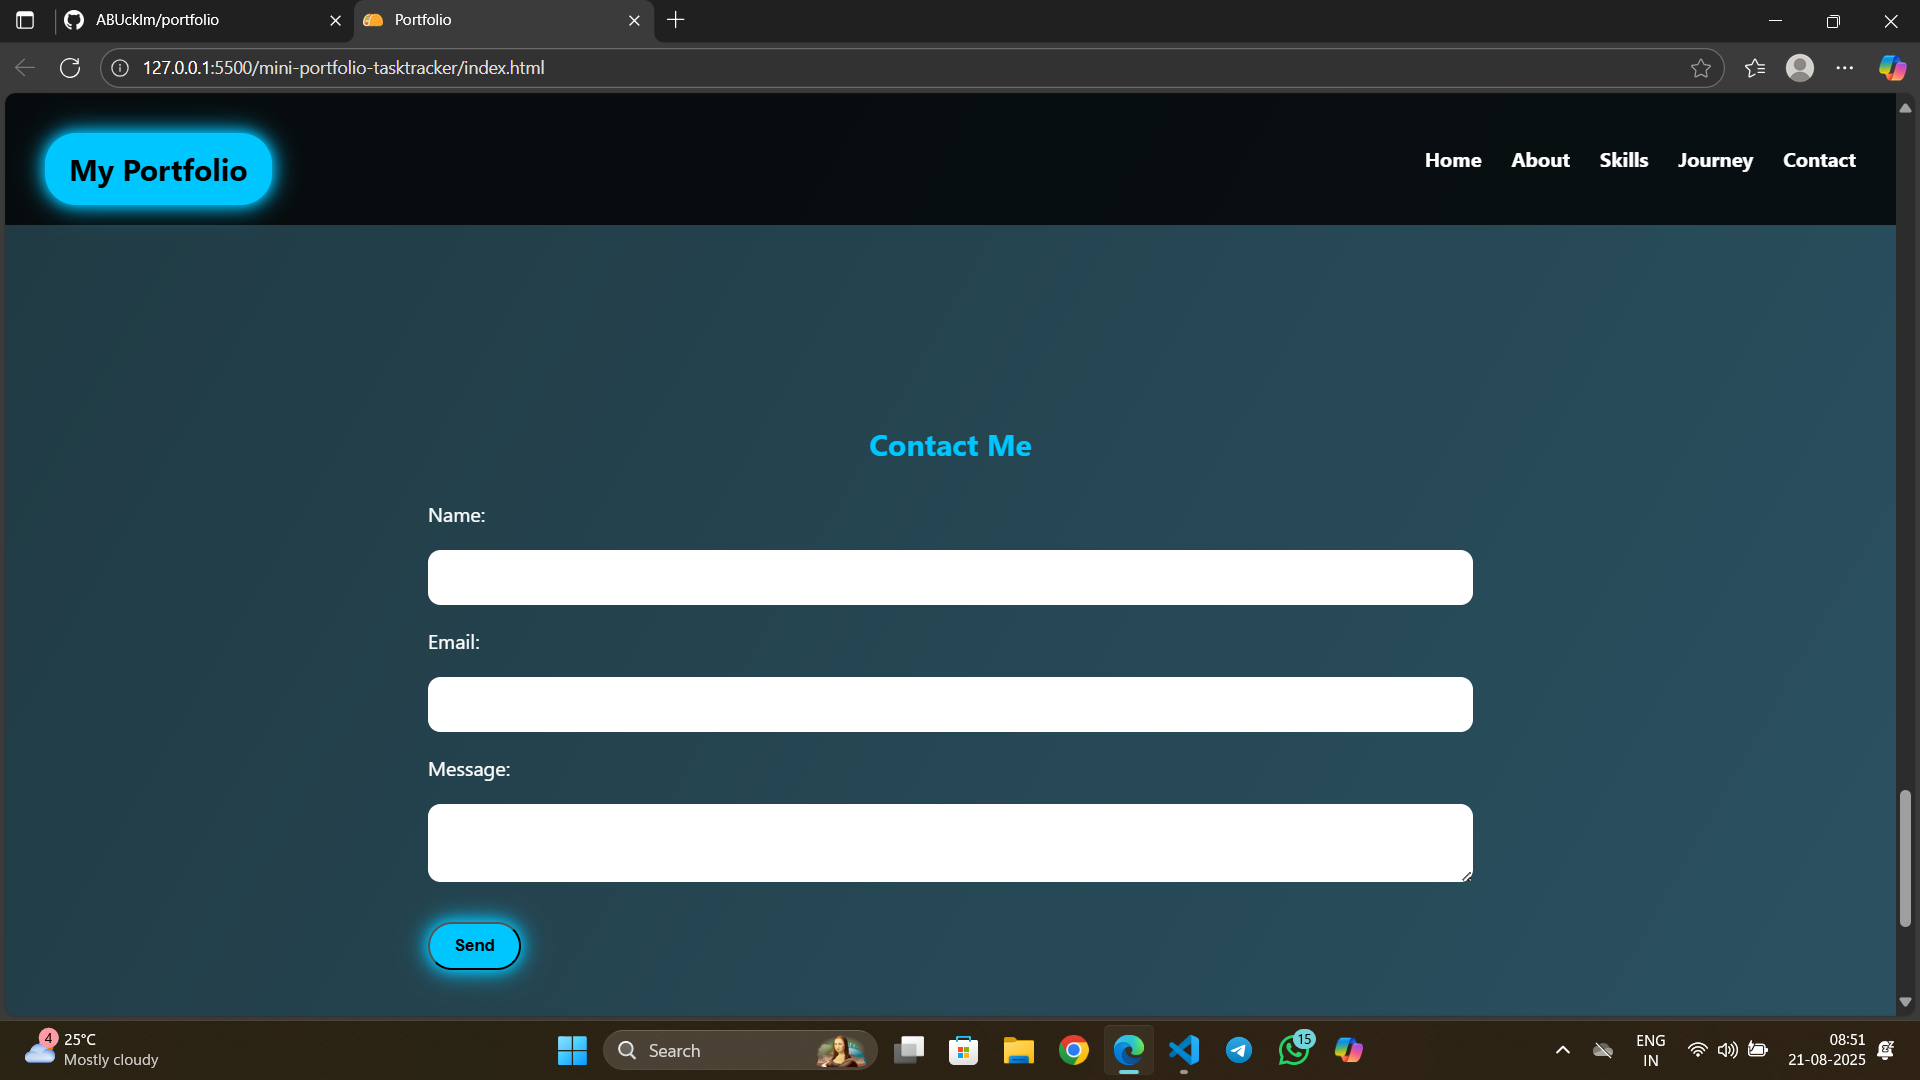 ABUcklm/portfolio
Portfolio
127.0.0.1:5500/mini-portfolio-tasktracker/index.html
My Portfolio
Home About Skills Journey Contact
Contact Me
Name:
Email:
Message:
Send
4
25°C
Mostly cloudy
Search
15
ENG
IN
08:51
21-08-2025